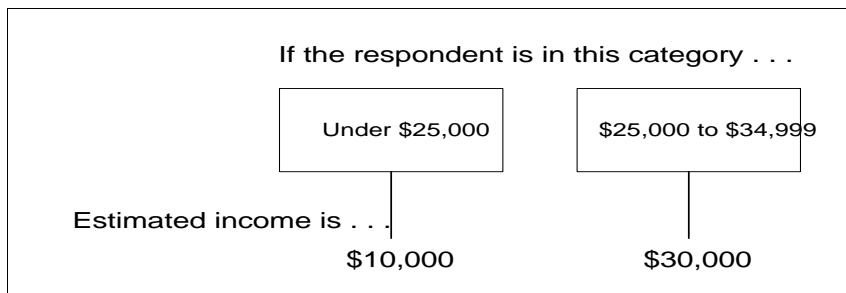 If the respondent is in this category . . .
Under $25,000
$25,000 to $34,999
Estimated income is . . .
$10,000
$30,000